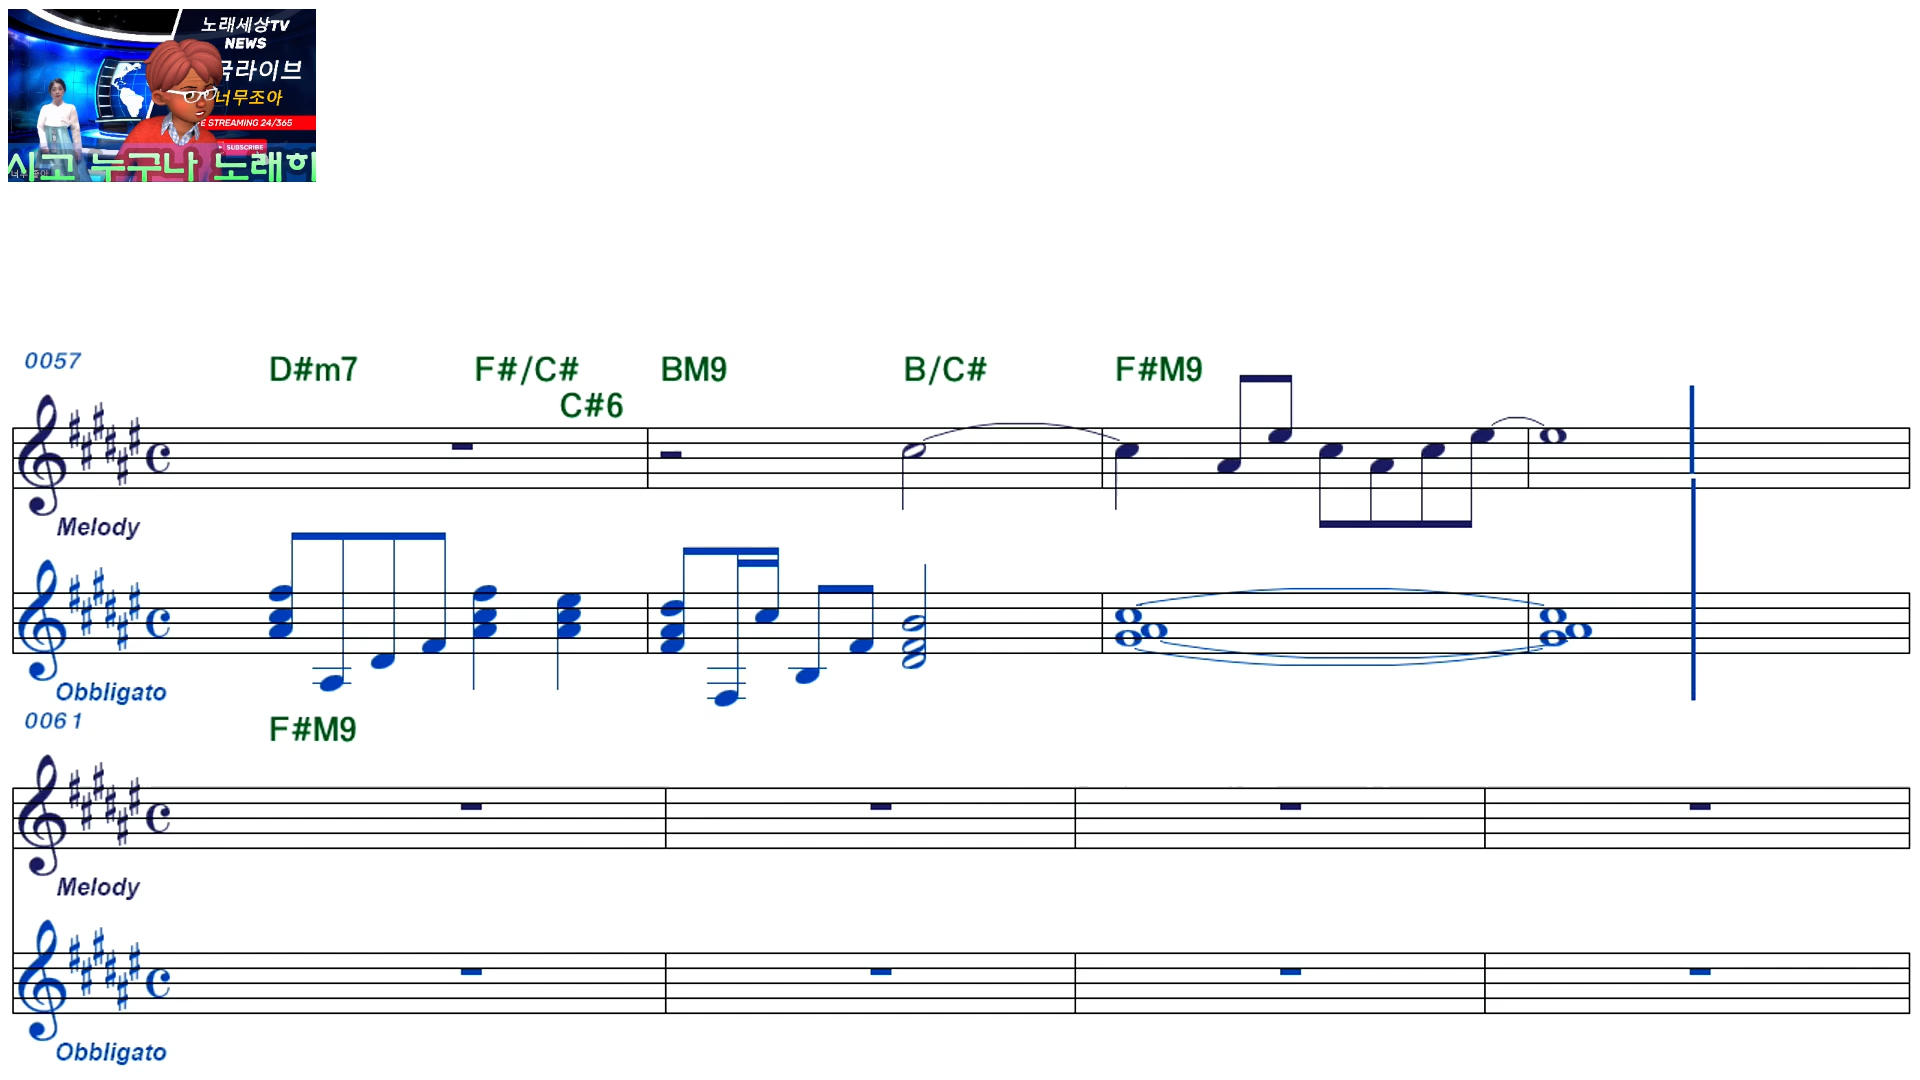 노래세상TV
NEWS
국라이브
너무조아
E STREAMING 24/365
SUBSCRIBE
시고 누구나 노래하
0057
D#m7 F#/C# BM9 B/C# F#M9
C#6
Melody
Obbligato
0061
F#M9
Melody
Obbligato